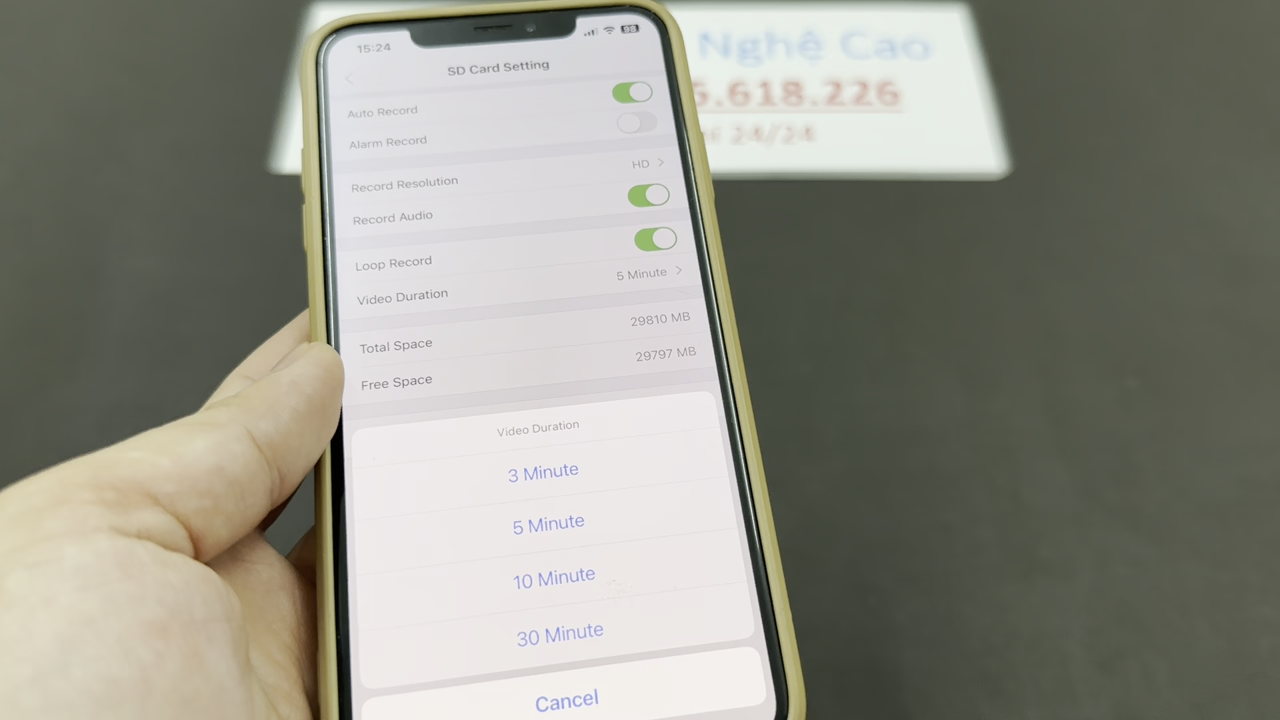 Nghệ Cao
5.618.226
24/24
15:24
98
SD Card Setting
Auto Record
Alarm Record
Record Resolution HD
Record Audio
Loop Record
Video Duration 5 Minute
Total Space 29810 MB
Free Space 29797 MB
Video Duration
3 Minute
5 Minute
10 Minute
30 Minute
Cancel